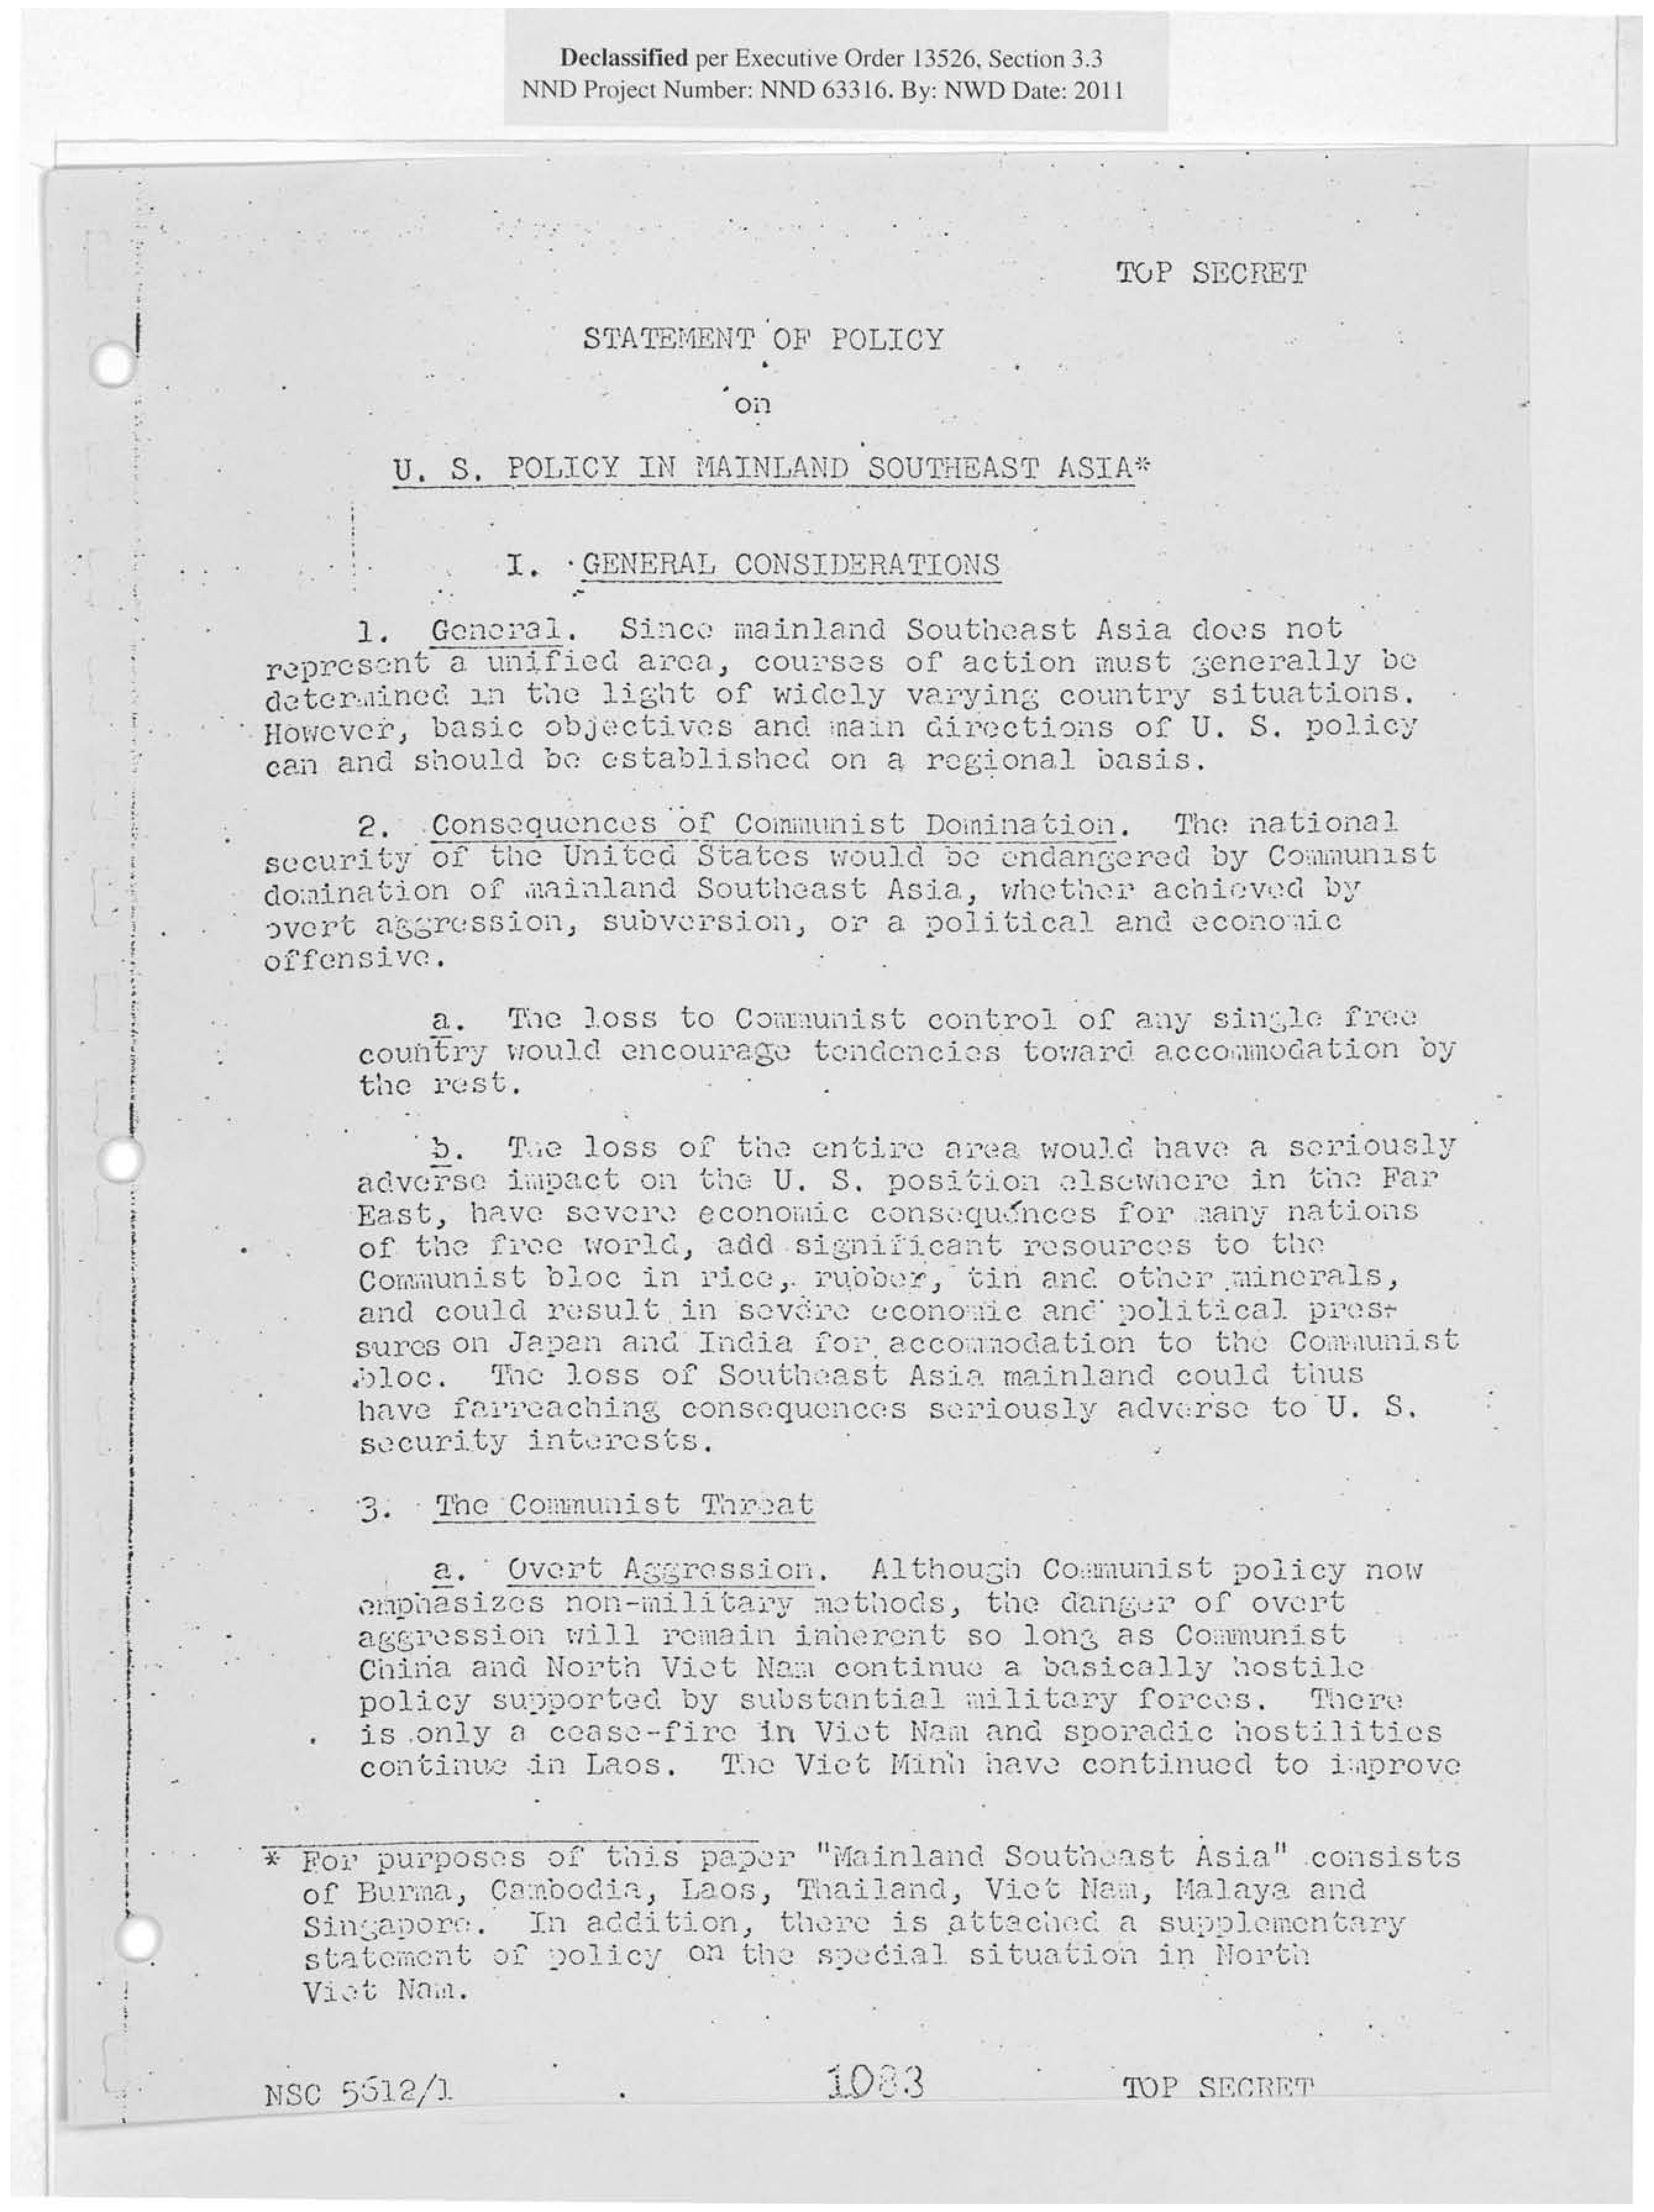 Declassified per Executive Order 13526, Section 3.3
NND Project Number: NND 63316. By: NWD Date: 2011
TOP SECRET
STATEMENT OF POLICY
on
U. S. POLICY IN MAINLAND SOUTHEAST ASIA*
I. GENERAL CONSIDERATIONS
1. General. Since mainland Southeast Asia does not
represent a unified area, courses of action must generally be
determined in the light of widely varying country situations.
However, basic objectives and main directions of U. S. policy
can and should be established on a regional basis.
2. Consequences of Communist Domination. The national
security of the United States would be endangered by Communist
domination of mainland Southeast Asia, whether achieved by
overt aggression, subversion, or a political and economic
offensive.
a. The loss to Communist control of any single free
country would encourage tendencies toward accommodation by
the rest.
b. The loss of the entire area would have a seriously
adverse impact on the U. S. position elsewhere in the Far
East, have severe economic consequences for many nations
of the free world, add significant resources to the
Communist bloc in rice, rubber, tin and other minerals,
and could result in severe economic and political pres-
sures on Japan and India for accommodation to the Communist
bloc. The loss of Southeast Asia mainland could thus
have farreaching consequences seriously adverse to U. S.
security interests.
3. The Communist Threat
a. Overt Aggression. Although Communist policy now
emphasizes non-military methods, the danger of overt
aggression will remain inherent so long as Communist
China and North Viet Nam continue a basically hostile
policy supported by substantial military forces. There
is only a cease-fire in Viet Nam and sporadic hostilities
continue in Laos. The Viet Minh have continued to improve
* For purposes of this paper "Mainland Southeast Asia" consists
of Burma, Cambodia, Laos, Thailand, Viet Nam, Malaya and
Singapore. In addition, there is attached a supplementary
statement of policy on the special situation in North
Viet Nam.
NSC 5612/1
1083
TOP SECRET